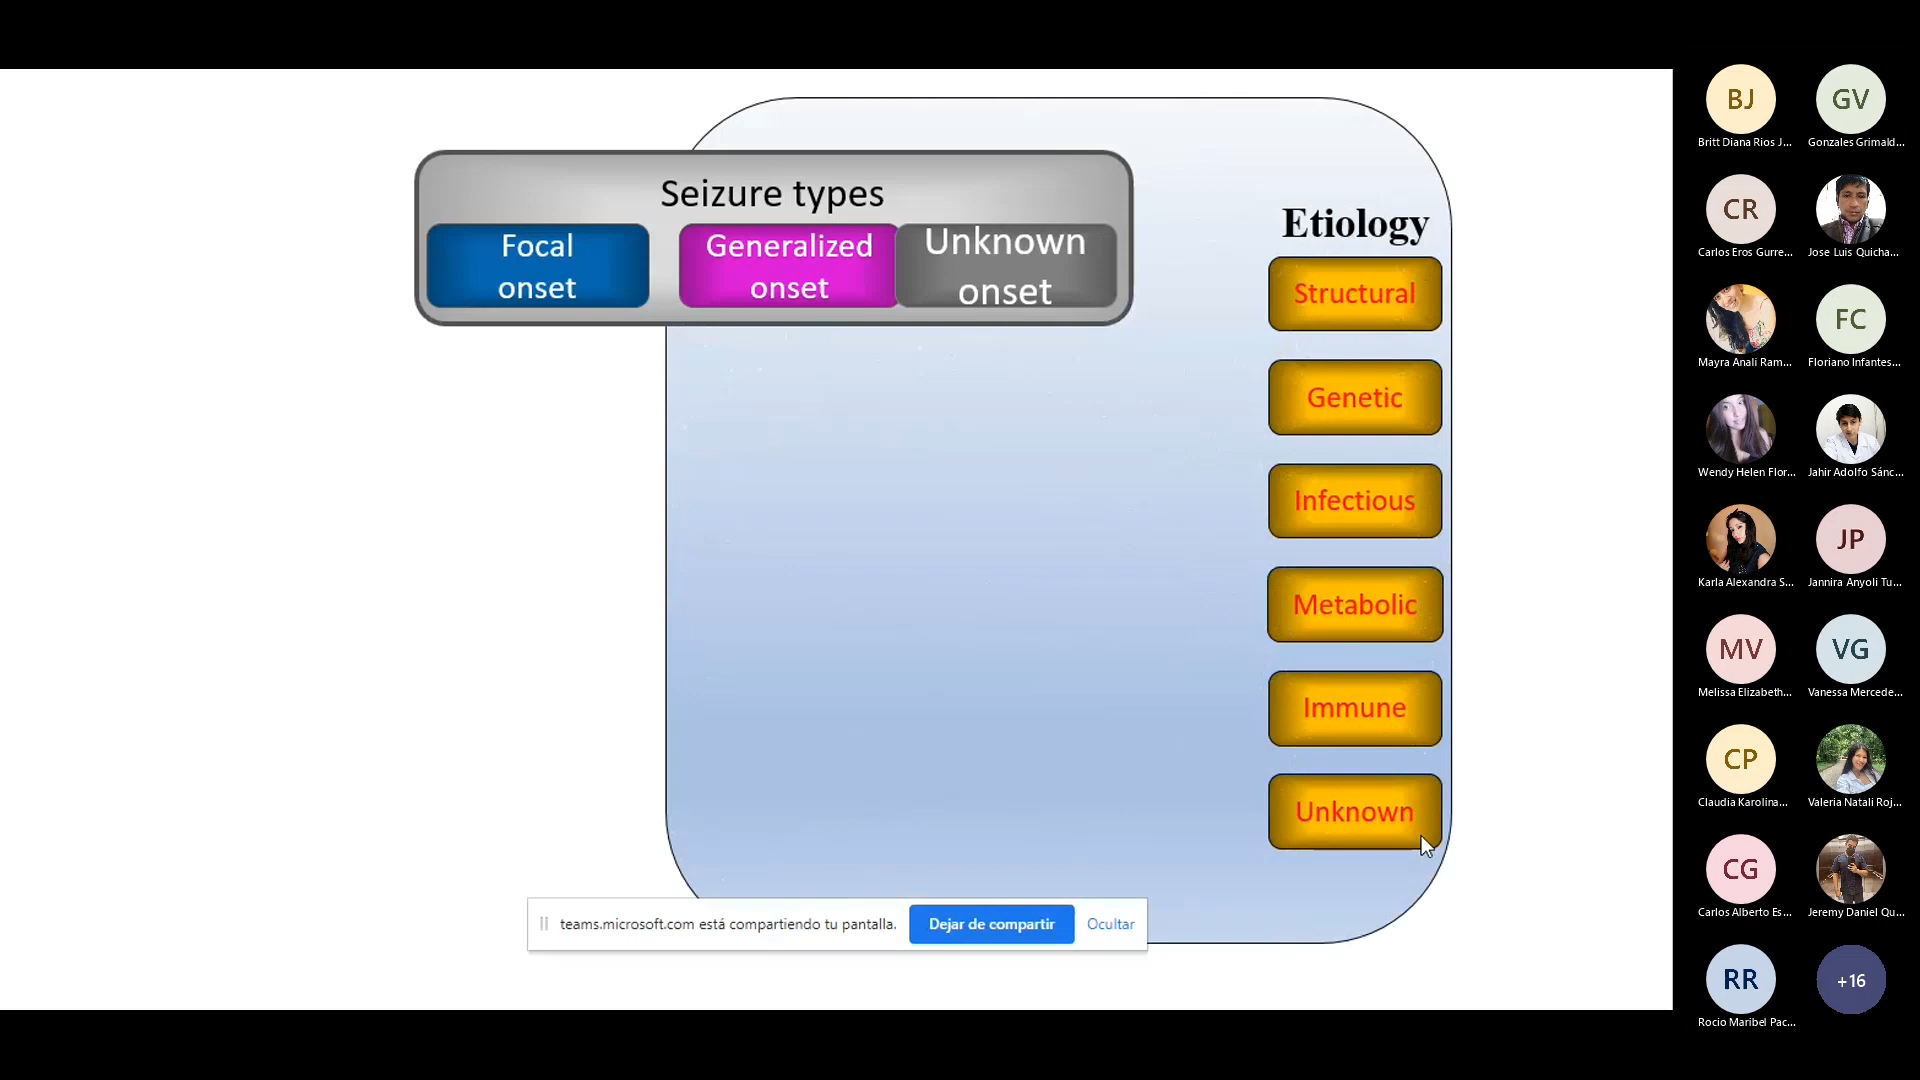 Seizure types
Focal
onset
Generalized
onset
Unknown
onset
Etiology
Structural
Genetic
Infectious
Metabolic
Immune
Unknown
teams.microsoft.com está compartiendo tu pantalla.
Dejar de compartir
Ocultar
BJ
Britt Diana Rios J...
GV
Gonzales Grimald...
CR
Carlos Eros Gurre...
Jose Luis Quicha...
Mayra Anali Ram...
FC
Floriano Infantes...
Wendy Helen Flor...
Jahir Adolfo Sánc...
Karla Alexandra S...
JP
Jannira Anyoli Tu...
MV
Melissa Elizabeth...
VG
Vanessa Mercede...
CP
Claudia Karolina...
Valeria Natali Roj...
CG
Carlos Alberto Es...
Jeremy Daniel Qu...
RR
Rocio Maribel Pac...
+16